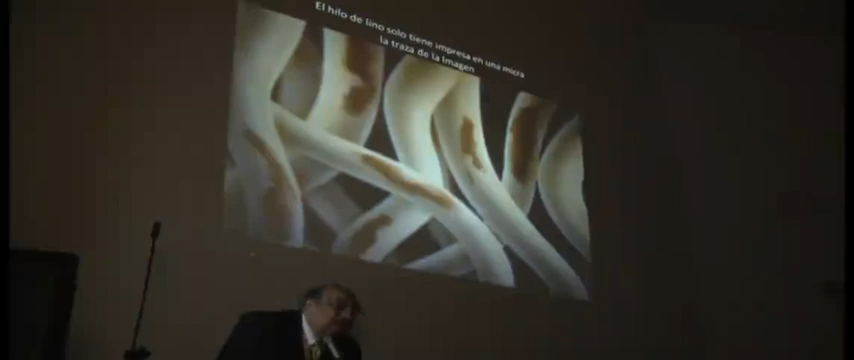 El hilo de lino solo tiene impresa en una micra
la traza de la Imagen